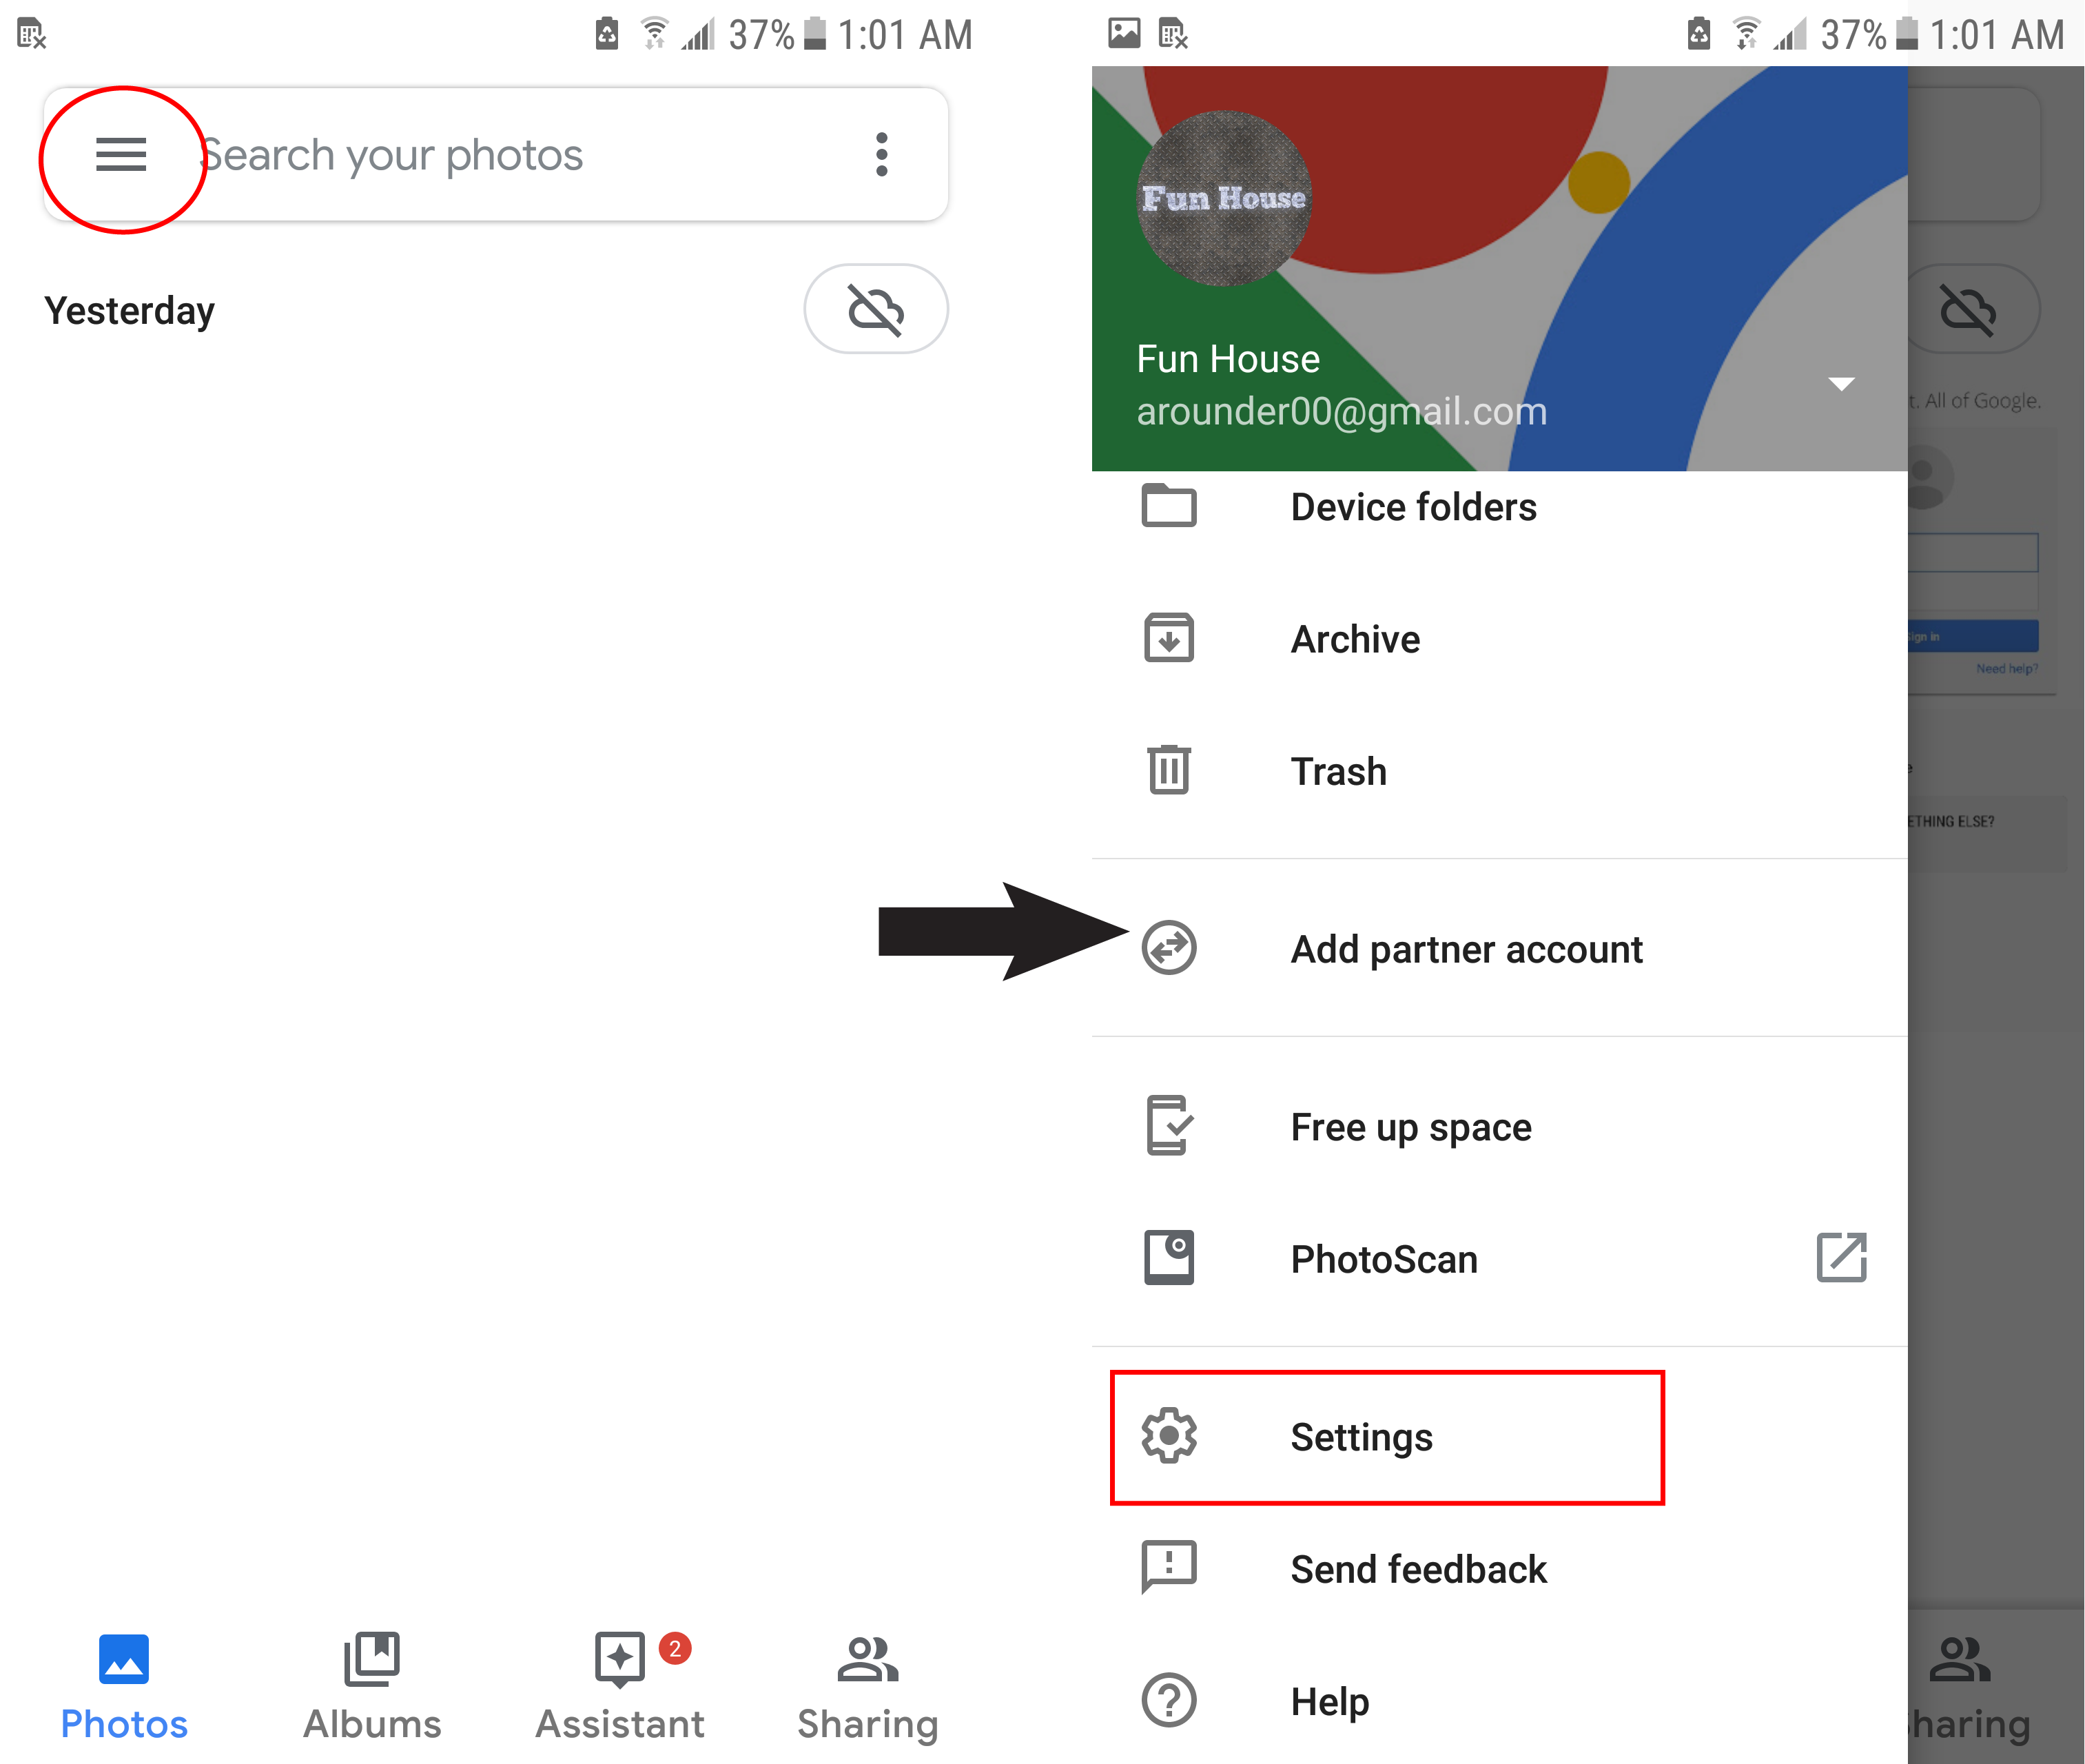 37% 1:01 AM
Search your photos
Yesterday
2
Photos
Albums
Assistant
Sharing
37% 1:01 AM
Fun House
Fun House
arounder00@gmail.com
Device folders
Archive
Trash
Add partner account
Free up space
PhotoScan
Settings
Send feedback
Help
t. All of Google.
Sign in
Need help?
ETHING ELSE?
haring